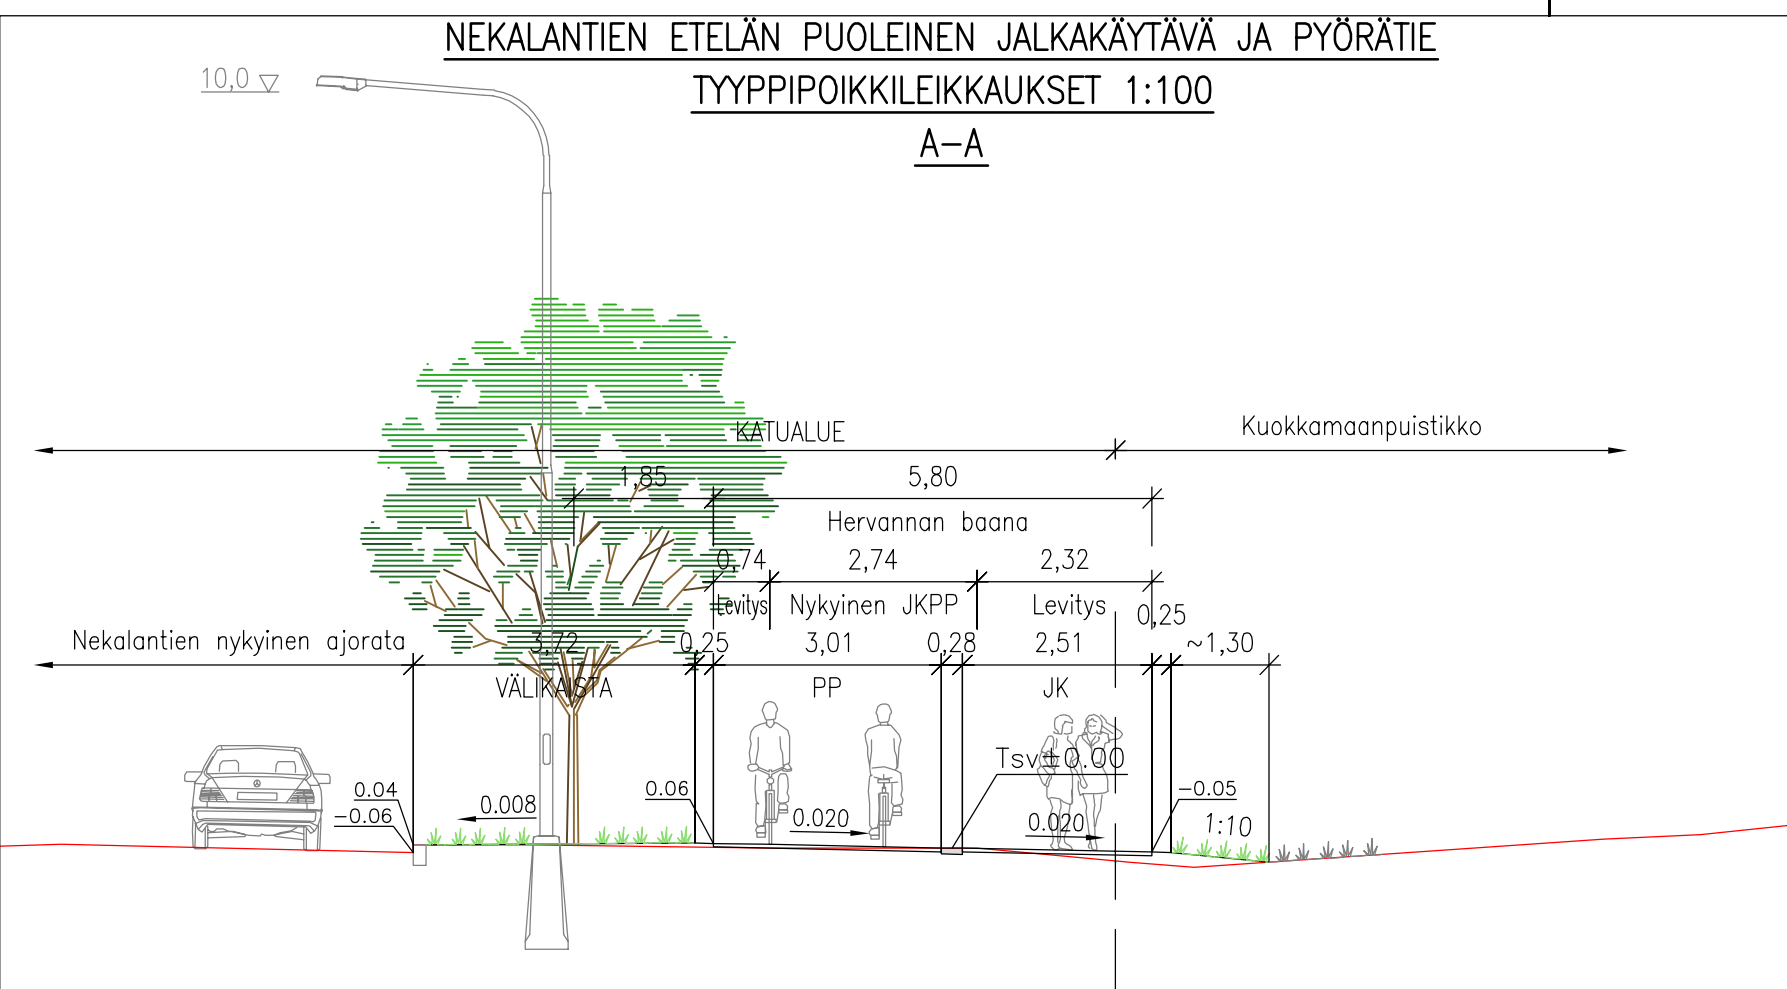 NEKALANTIEN ETELÄN PUOLEINEN JALKAKÄYTÄVÄ JA PYÖRÄTIE
10,0
TYYPPIPOIKKILEIKKAUKSET 1:100
A-A
KATUALUE
Kuokkamaanpuistikko
1,85
5,80
Hervannan baana
0,74
2,74
2,32
Levitys
Nykyinen JKPP
Levitys
0,25
Nekalantien nykyinen ajorata
3,72
0,25
3,01
0,28
2,51
~1,30
VÄLIKAISTA
PP
JK
Tsv±0.00
0.04
0.008
0.06
-0.05
-0.06
0.020
0.020
1:10